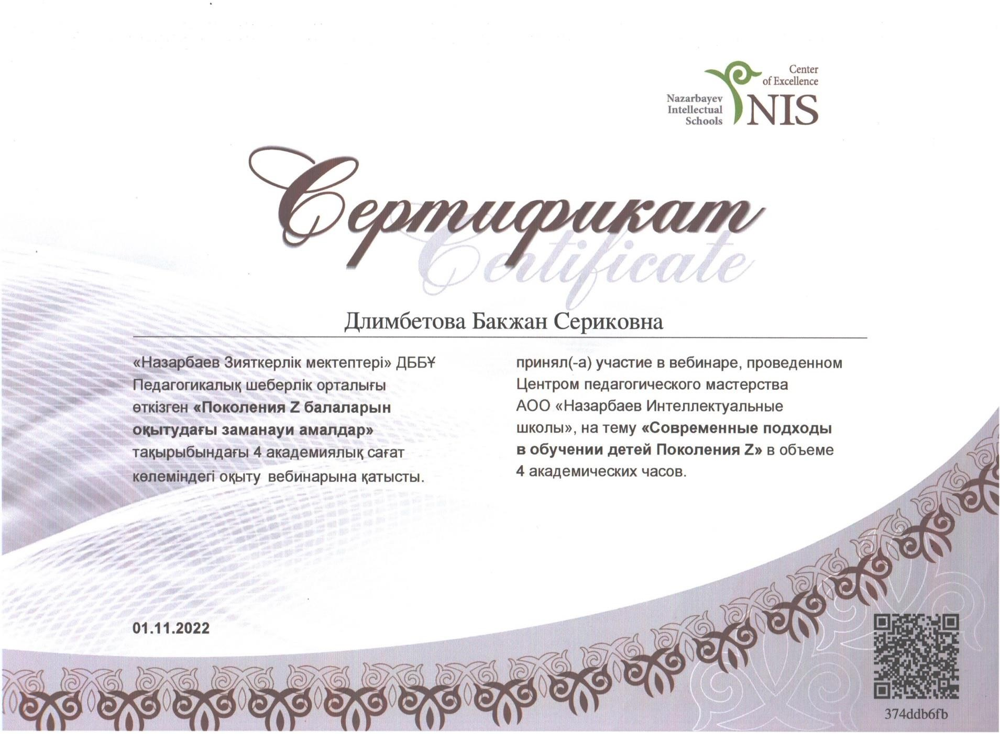 Center
of Excellence
Nazarbayev
Intellectual
Schools
NIS
Сертификат
Certificate
Длимбетова Бакжан Сериковна
«Назарбаев Зияткерлік мектептері» ДББҰ
Педагогикалық шеберлік орталығы
өткізген «Поколения Z балаларын
оқытудағы заманауи амалдар»
тақырыбындағы 4 академиялық сағат
көлеміндегі оқыту вебинарына қатысты.
принял(-а) участие в вебинаре, проведенном
Центром педагогического мастерства
АОО «Назарбаев Интеллектуальные
школы», на тему «Современные подходы
в обучении детей Поколения Z» в объеме
4 академических часов.
01.11.2022
374ddb6fb